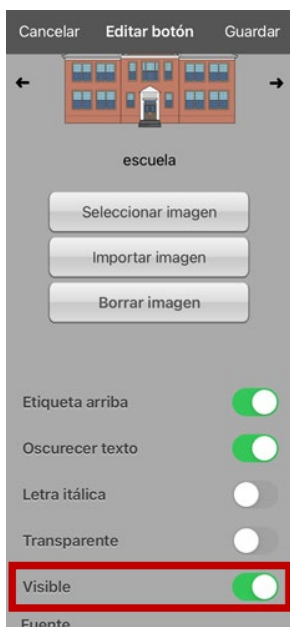 Cancelar Editar botón Guardar
escuela
Seleccionar imagen
Importar imagen
Borrar imagen
Etiqueta arriba
Oscurecer texto
Letra itálica
Transparente
Visible
Fuente